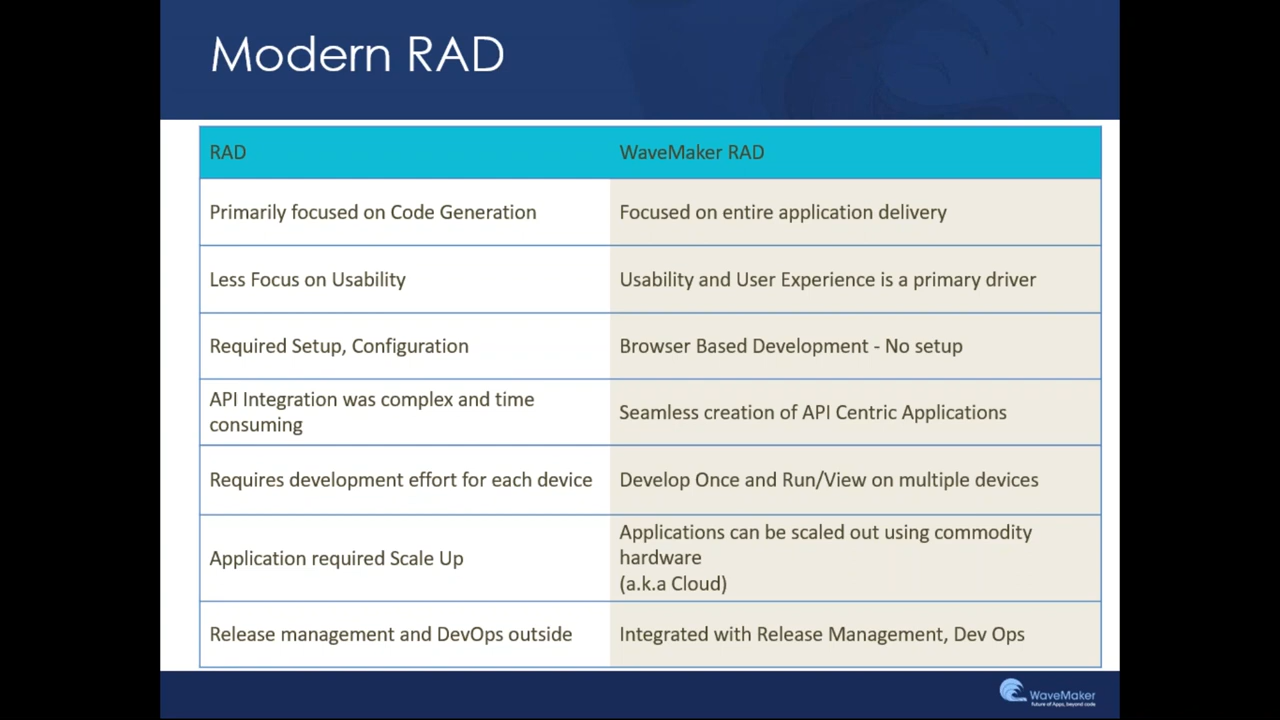 Modern RAD
RAD
WaveMaker RAD
Primarily focused on Code Generation
Focused on entire application delivery
Less Focus on Usability
Usability and User Experience is a primary driver
Required Setup, Configuration
Browser Based Development - No setup
API Integration was complex and time
consuming
Seamless creation of API Centric Applications
Requires development effort for each device
Develop Once and Run/View on multiple devices
Application required Scale Up
Applications can be scaled out using commodity
hardware
(a.k.a Cloud)
Release management and DevOps outside
Integrated with Release Management, Dev Ops
WaveMaker
Future of Apps, beyond code